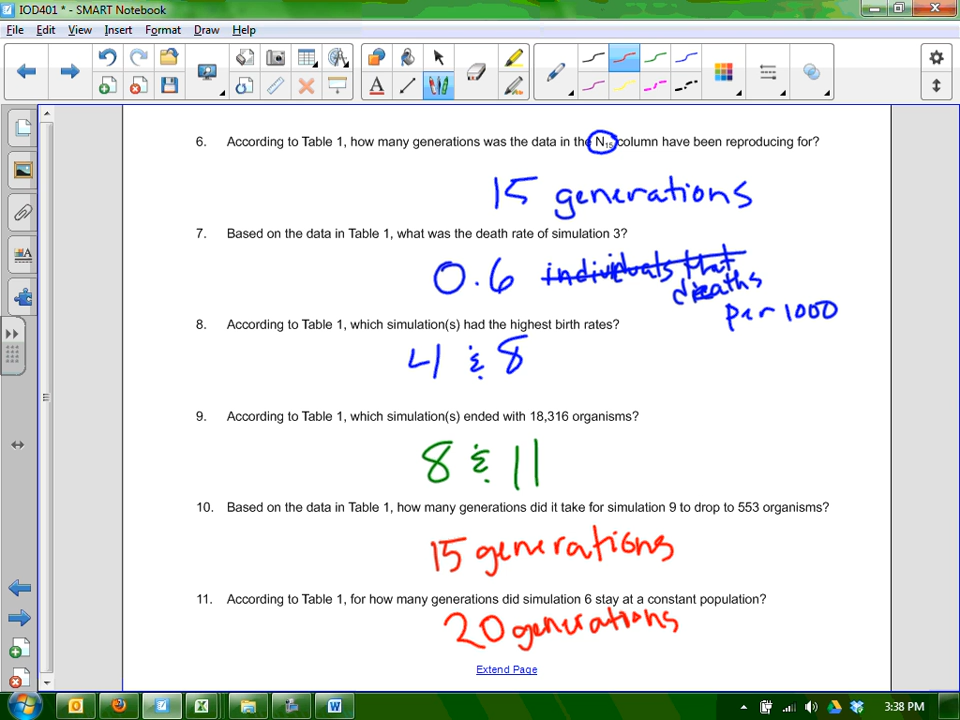 IOD401 * - SMART Notebook
File Edit View Insert Format Draw Help
6. According to Table 1, how many generations was the data in the N15 column have been reproducing for?
15 generations
7. Based on the data in Table 1, what was the death rate of simulation 3?
0.6 individuals that
deaths
per 1000
8. According to Table 1, which simulation(s) had the highest birth rates?
4 & 8
9. According to Table 1, which simulation(s) ended with 18,316 organisms?
8 & 11
10. Based on the data in Table 1, how many generations did it take for simulation 9 to drop to 553 organisms?
15 generations
11. According to Table 1, for how many generations did simulation 6 stay at a constant population?
20 generations
Extend Page
3:38 PM